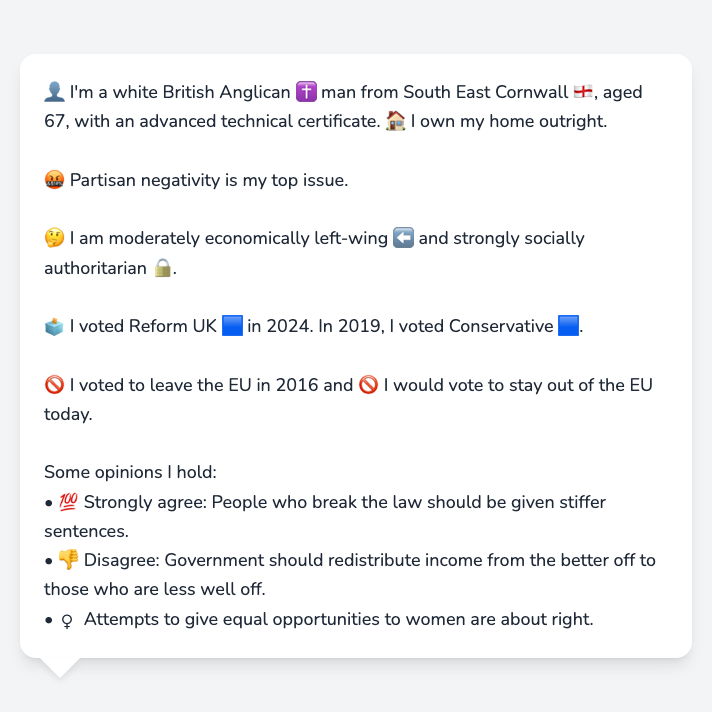 👤 I'm a white British Anglican ✝️ man from South East Cornwall 🏴󠁧󠁢󠁥󠁮󠁧󠁿, aged
67, with an advanced technical certificate. 🏠 I own my home outright.
🤬 Partisan negativity is my top issue.
🤔 I am moderately economically left-wing ⬅️ and strongly socially
authoritarian 🔒.
🗳️ I voted Reform UK 🟦 in 2024. In 2019, I voted Conservative 🟦.
🚫 I voted to leave the EU in 2016 and 🚫 I would vote to stay out of the EU
today.
Some opinions I hold:
• 💯 Strongly agree: People who break the law should be given stiffer
sentences.
• 👎 Disagree: Government should redistribute income from the better off to
those who are less well off.
• ♀ Attempts to give equal opportunities to women are about right.